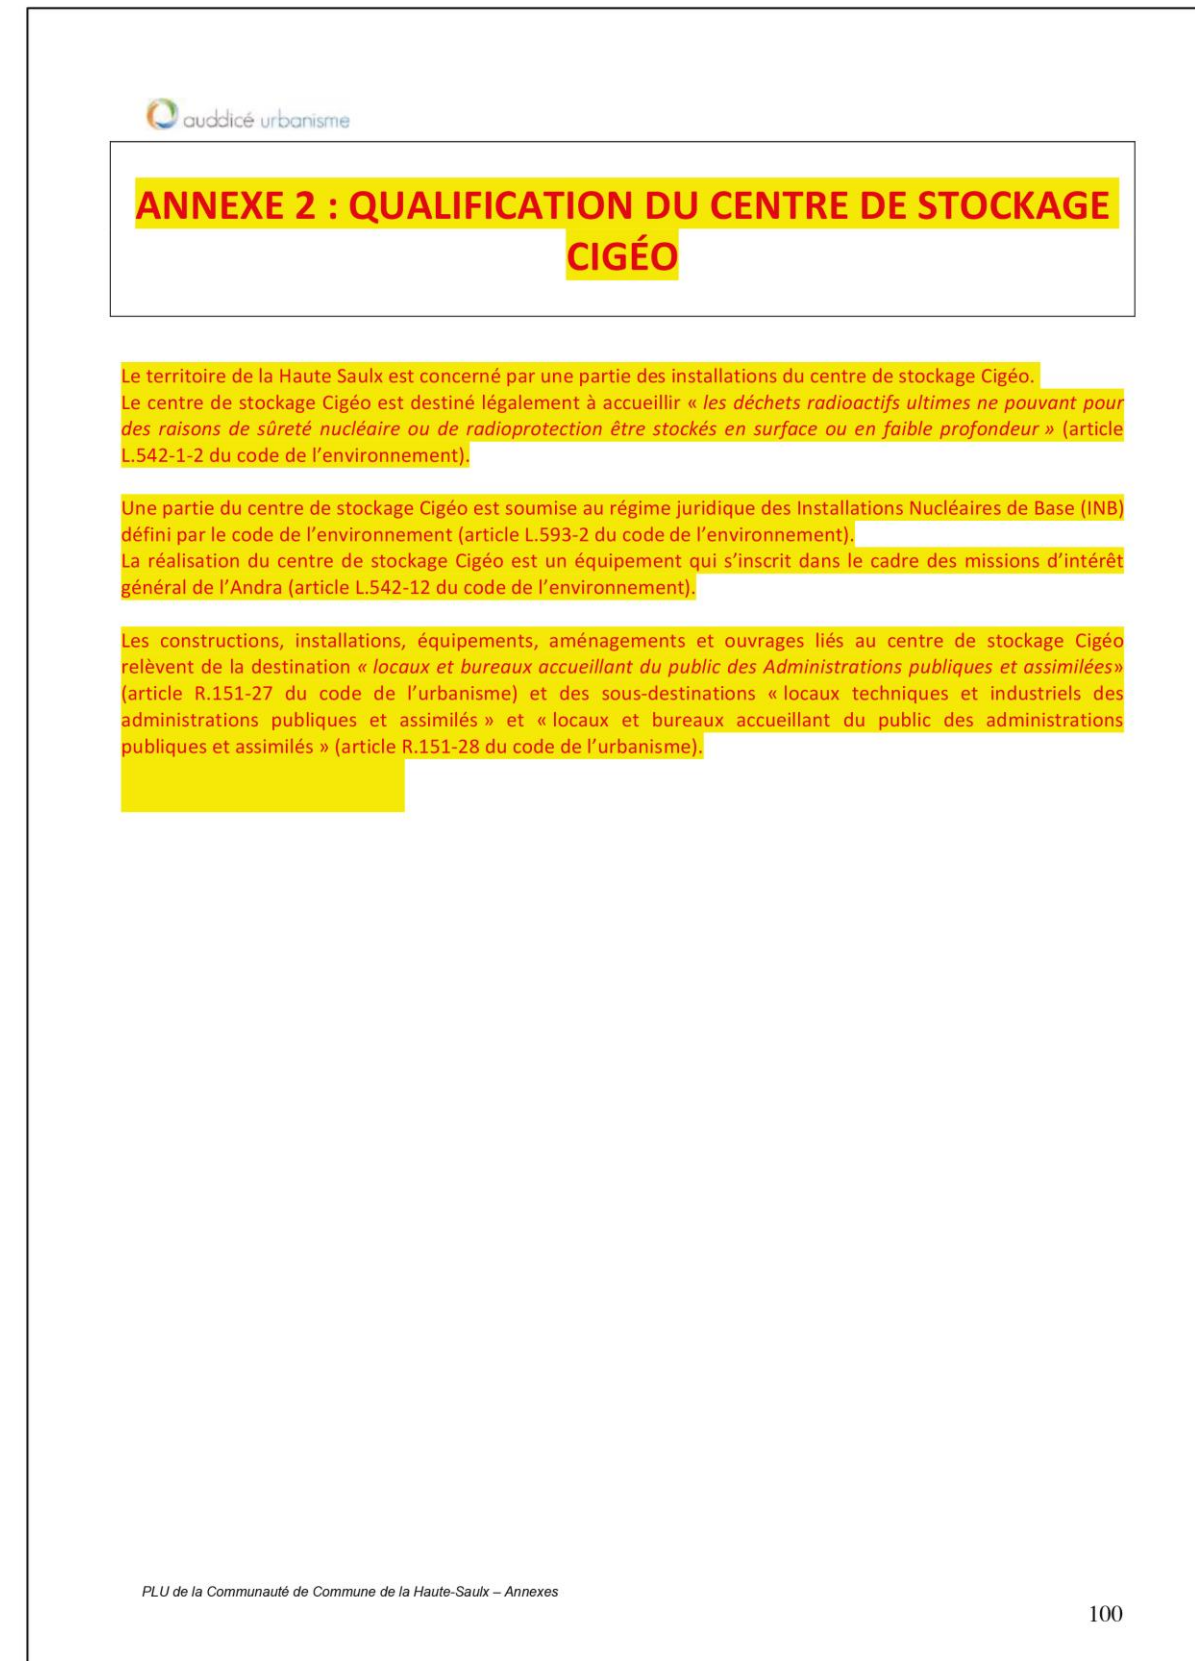 auddicé urbanisme
ANNEXE 2 : QUALIFICATION DU CENTRE DE STOCKAGE
CIGÉO
Le territoire de la Haute Saulx est concerné par une partie des installations du centre de stockage Cigéo.
Le centre de stockage Cigéo est destiné légalement à accueillir « les déchets radioactifs ultimes ne pouvant pour
des raisons de sûreté nucléaire ou de radioprotection être stockés en surface ou en faible profondeur » (article
L.542-1-2 du code de l’environnement).
Une partie du centre de stockage Cigéo est soumise au régime juridique des Installations Nucléaires de Base (INB)
défini par le code de l’environnement (article L.593-2 du code de l’environnement).
La réalisation du centre de stockage Cigéo est un équipement qui s’inscrit dans le cadre des missions d’intérêt
général de l’Andra (article L.542-12 du code de l’environnement).
Les constructions, installations, équipements, aménagements et ouvrages liés au centre de stockage Cigéo
relèvent de la destination « locaux et bureaux accueillant du public des Administrations publiques et assimilées»
(article R.151-27 du code de l’urbanisme) et des sous-destinations « locaux techniques et industriels des
administrations publiques et assimilés » et « locaux et bureaux accueillant du public des administrations
publiques et assimilés » (article R.151-28 du code de l’urbanisme).
PLU de la Communauté de Commune de la Haute-Saulx – Annexes
100